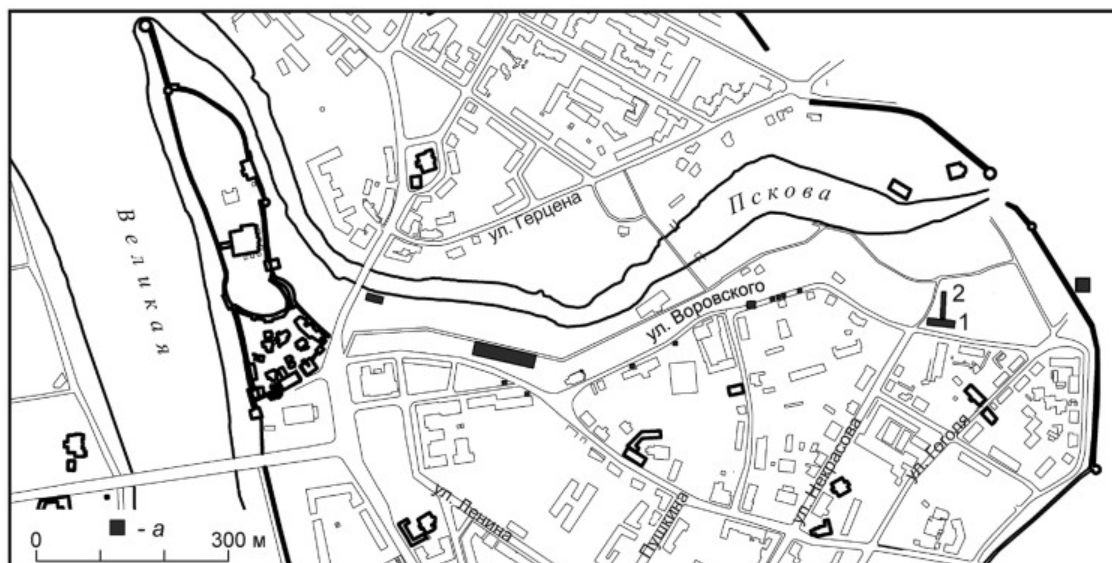 Великая
Пскова
ул. Герцена
ул. Воровского
2
1
ул. Некрасова
ул. Гоголя
ул. Ленина
Пушкина
- а
0 300 м